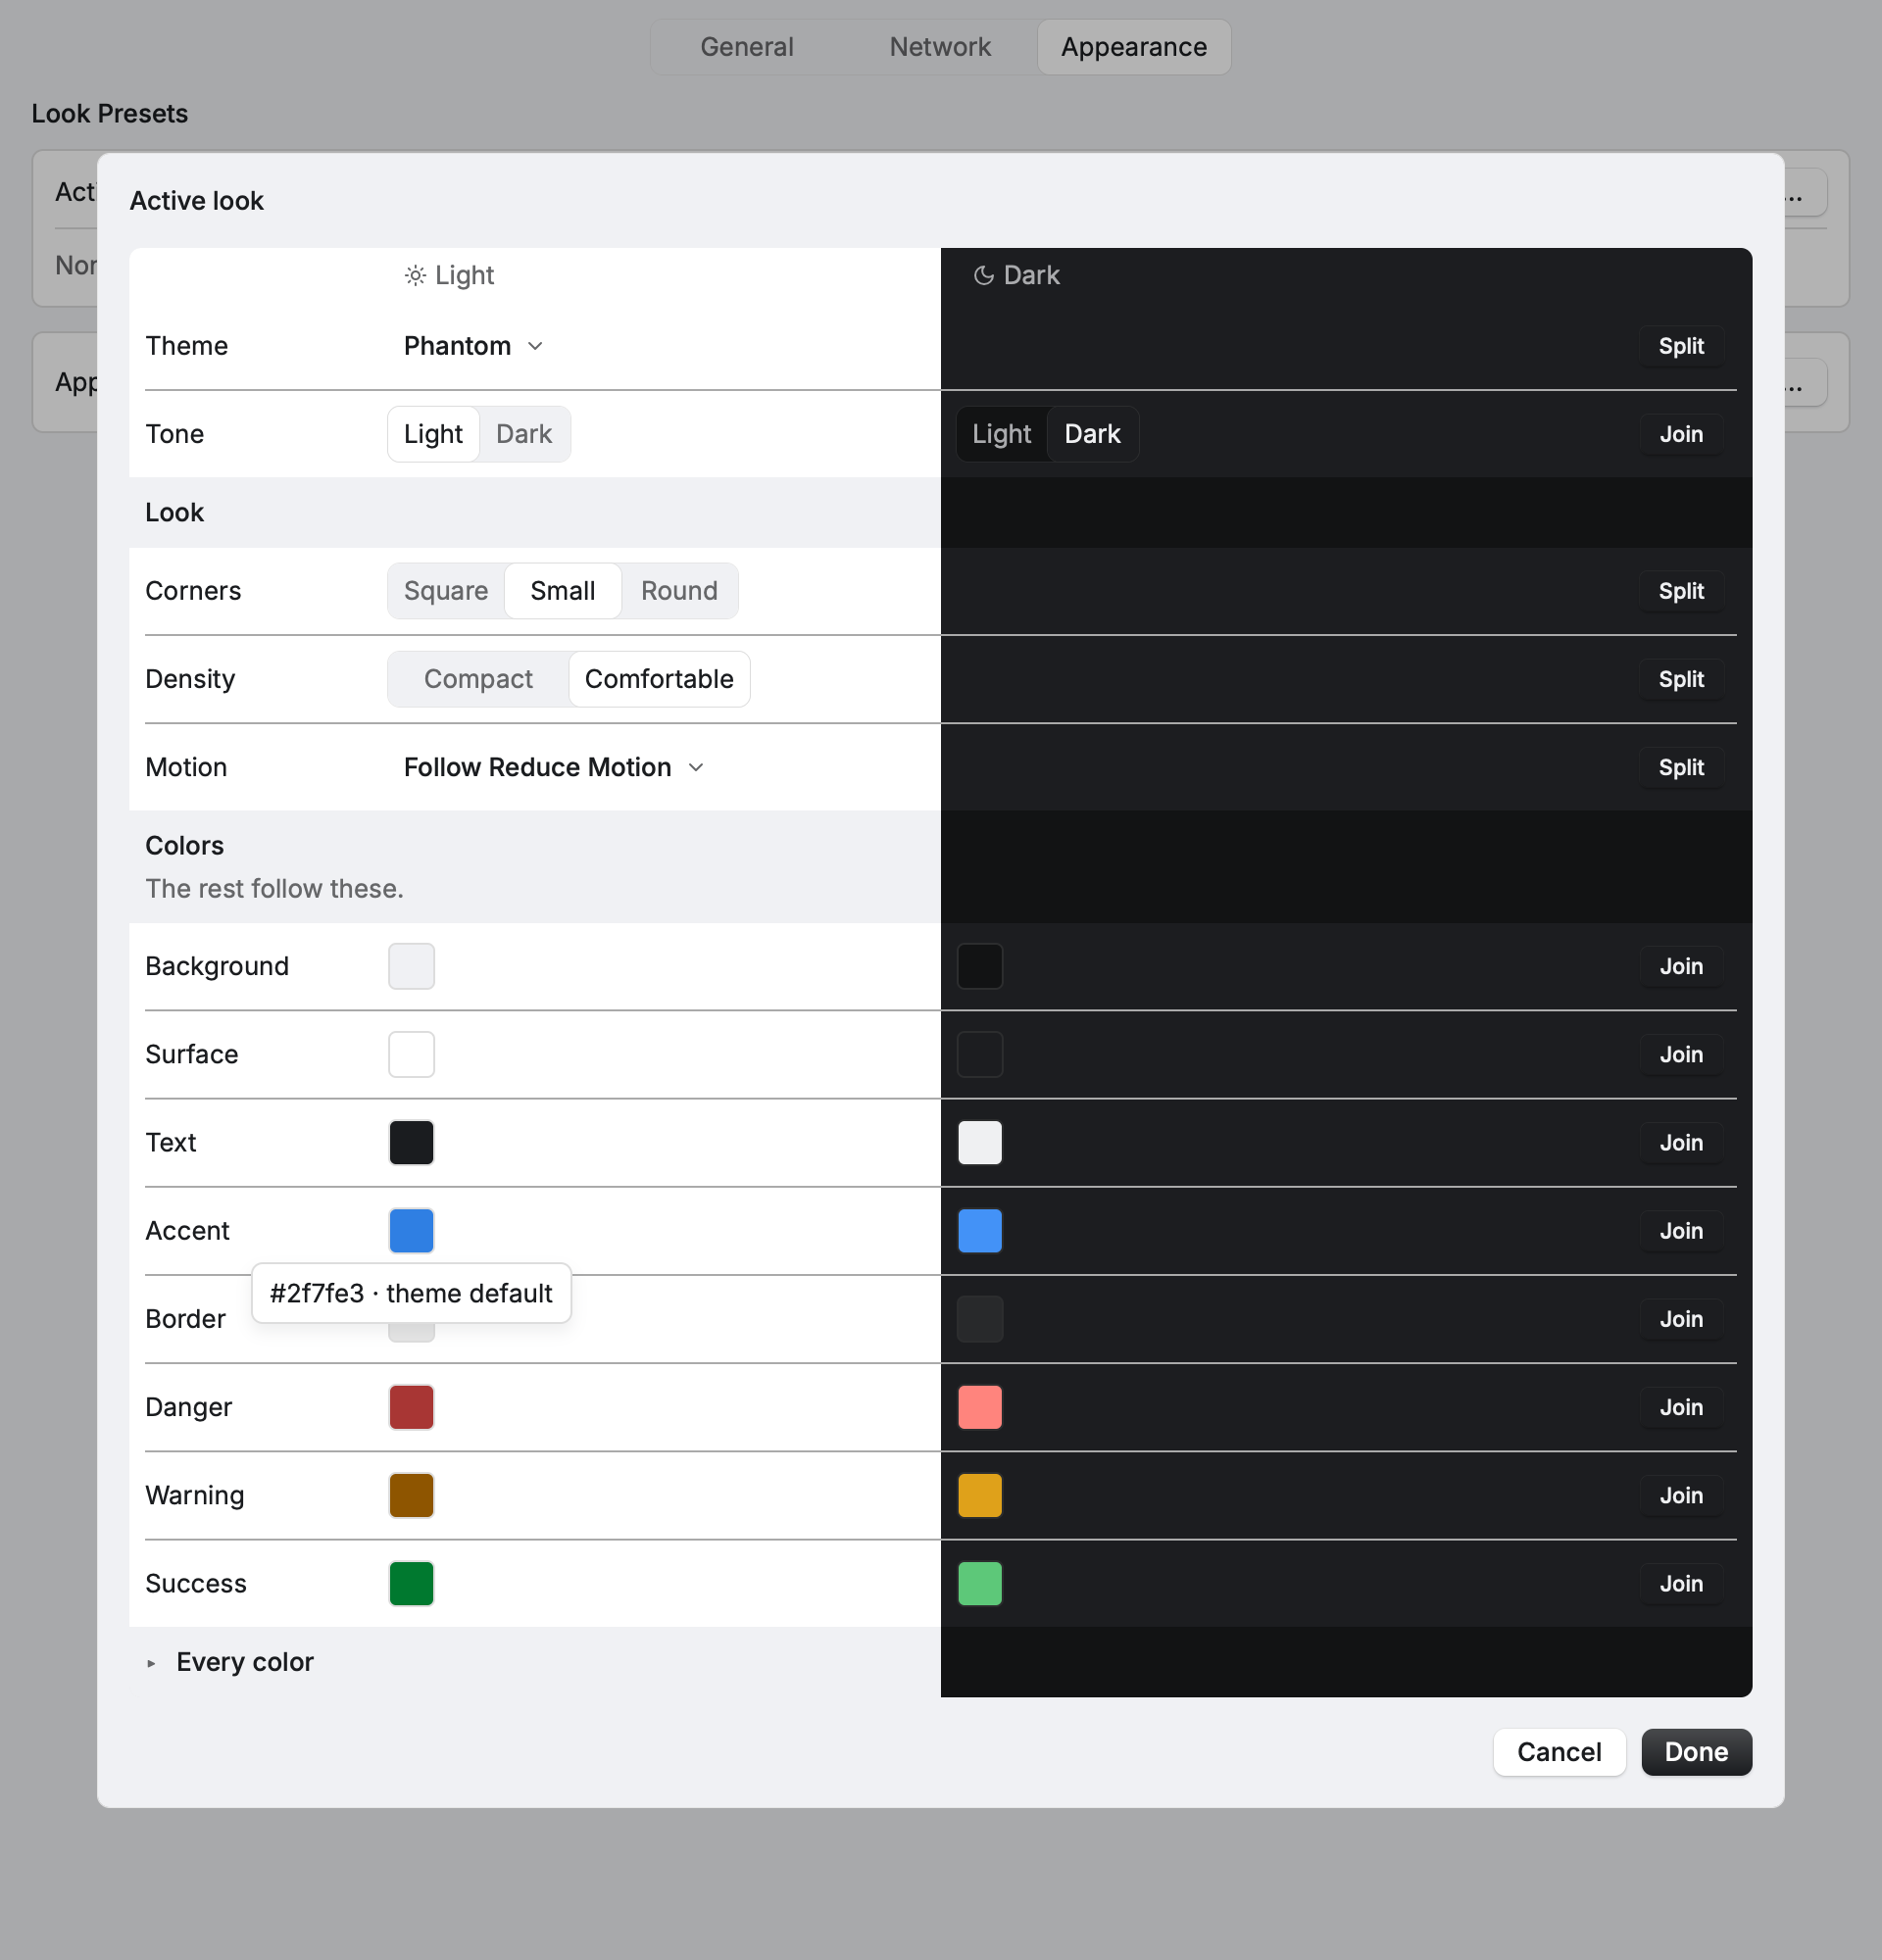 General Network Appearance
Look Presets
Active look
Light Dark
Theme Phantom Split
Tone Light Dark Light Dark Join
Look
Corners Square Small Round Split
Density Compact Comfortable Split
Motion Follow Reduce Motion Split
Colors
The rest follow these.
Background Join
Surface Join
Text Join
Accent Join
#2f7fe3 · theme default
Border Join
Danger Join
Warning Join
Success Join
Every color
Cancel Done